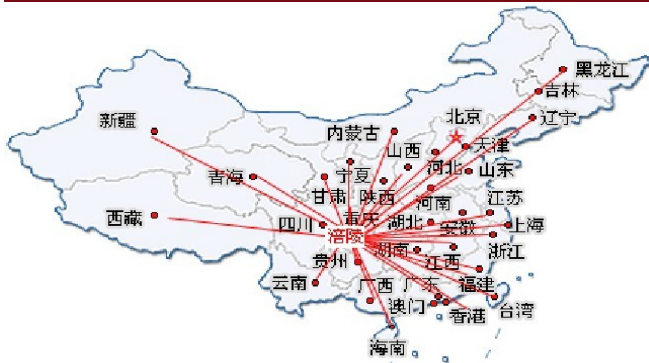 黑龙江
吉林
新疆
内蒙古
北京
辽宁
山西
天津
河北
山东
青海
宁夏
甘肃
陕西
河南
江苏
西藏
四川
重庆
湖北
安徽
上海
涪陵
浙江
湖南
江西
贵州
云南
广西
广东
福建
台湾
澳门
香港
海南